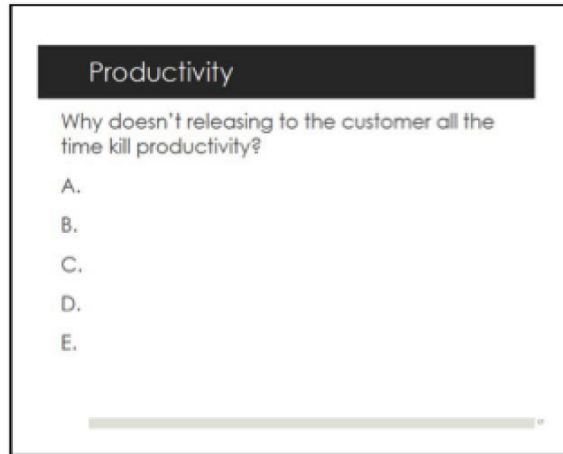 Productivity
Why doesn't releasing to the customer all the
time kill productivity?
A.
B.
C.
D.
E.